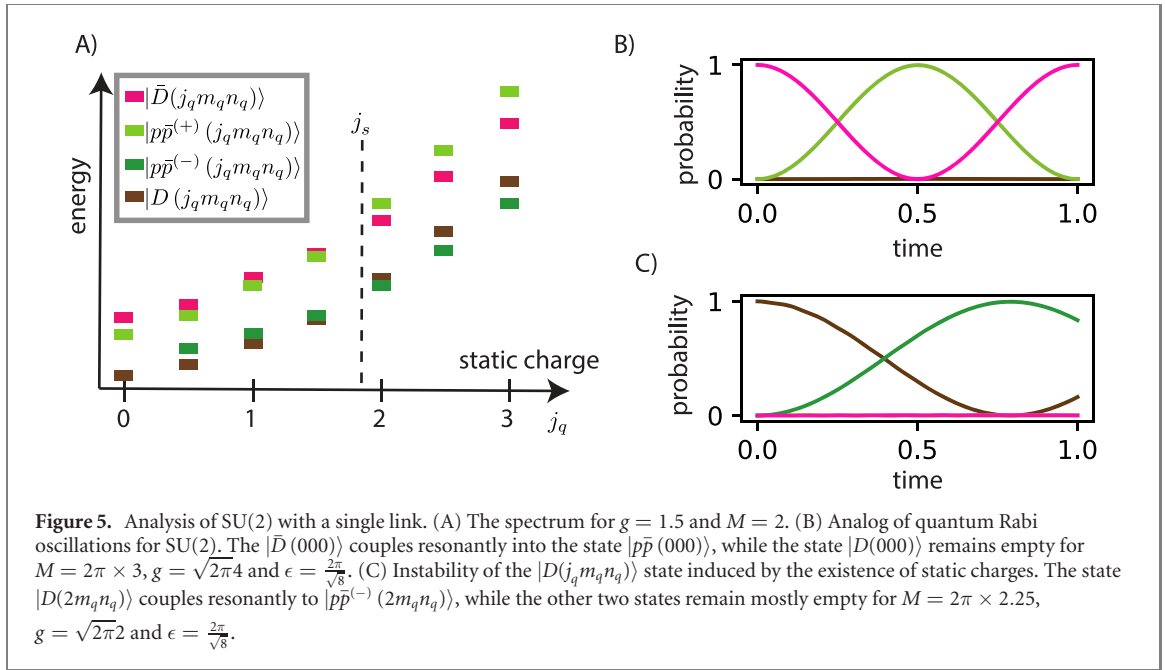 A)
|D̄(j_q m_q n_q)⟩
|pp̄^{(+)} (j_q m_q n_q)⟩
|pp̄^{(−)} (j_q m_q n_q)⟩
|D (j_q m_q n_q)⟩
energy
j_s
static charge
0 1 2 3 j_q
B)
probability
1
0
0.0 0.5 1.0
time
C)
probability
1
0
0.0 0.5 1.0
time
Figure 5. Analysis of SU(2) with a single link. (A) The spectrum for g = 1.5 and M = 2. (B) Analog of quantum Rabi
oscillations for SU(2). The |D̄ (000)⟩ couples resonantly into the state |pp̄ (000)⟩, while the state |D(000)⟩ remains empty for
M = 2π × 3, g = √2π4 and ϵ = 2π/√8. (C) Instability of the |D(j_q m_q n_q)⟩ state induced by the existence of static charges. The state
|D(2m_q n_q)⟩ couples resonantly to |pp̄^{(−)} (2m_q n_q)⟩, while the other two states remain mostly empty for M = 2π × 2.25,
g = √2π2 and ϵ = 2π/√8.